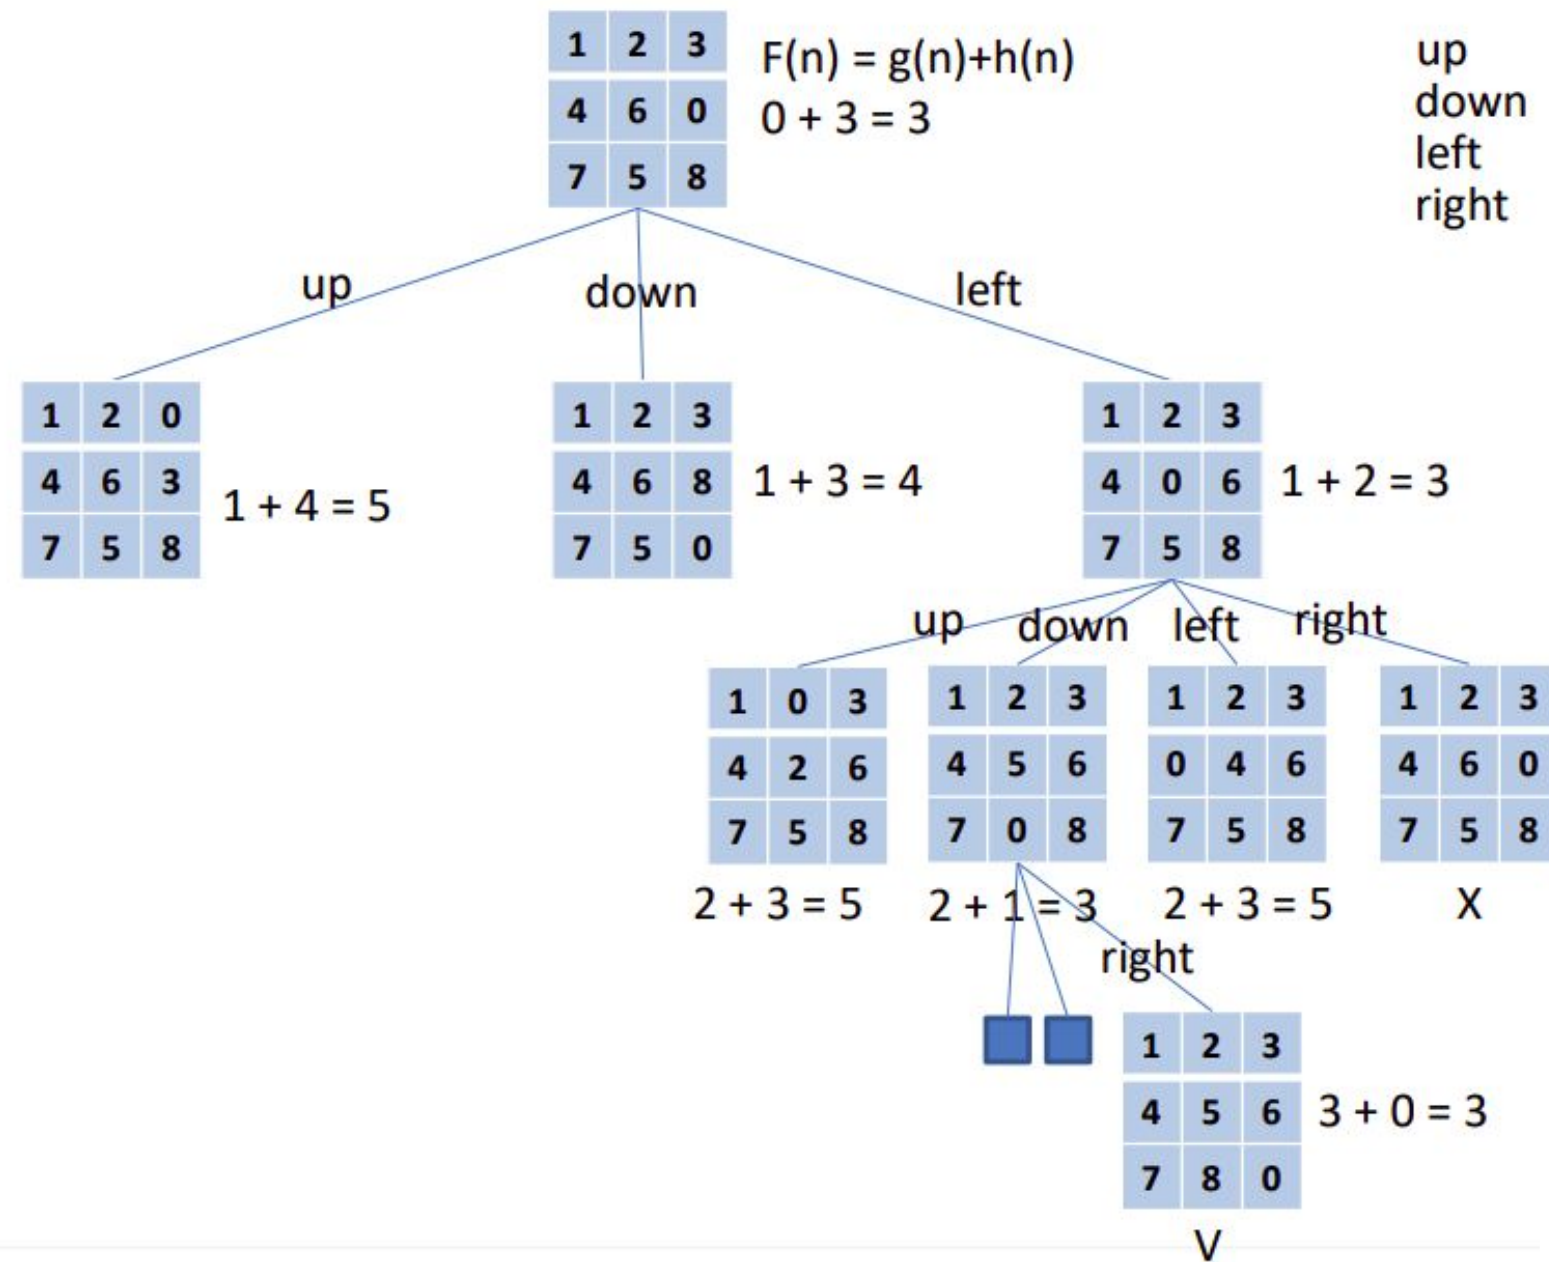 1 2 3
4 6 0
7 5 8
F(n) = g(n)+h(n)
0 + 3 = 3
up
down
left
right
up
down
left
1 2 0
4 6 3
7 5 8
1 + 4 = 5
1 2 3
4 6 8
7 5 0
1 + 3 = 4
1 2 3
4 0 6
7 5 8
1 + 2 = 3
up
down
left
right
1 0 3
4 2 6
7 5 8
2 + 3 = 5
1 2 3
4 5 6
7 0 8
2 + 1 = 3
1 2 3
0 4 6
7 5 8
2 + 3 = 5
1 2 3
4 6 0
7 5 8
X
right
1 2 3
4 5 6
7 8 0
3 + 0 = 3
V